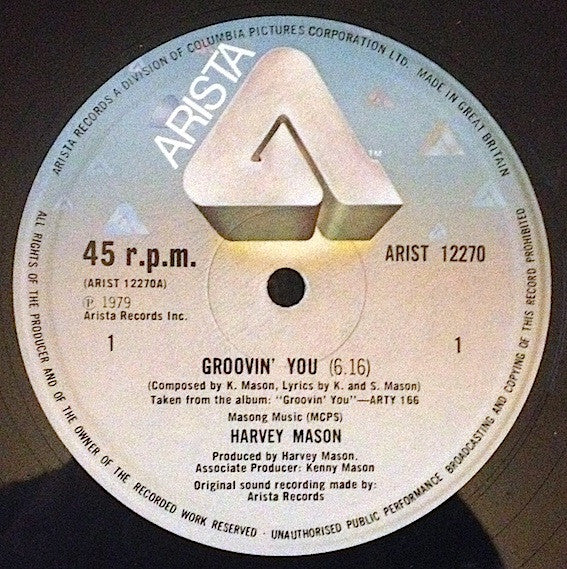 ARISTA RECORDS A DIVISION OF COLUMBIA PICTURES CORPORATION LTD. MADE IN GREAT BRITAIN
ARISTA
TM
45 r.p.m.
ARIST 12270
(ARIST 12270A)
℗ 1979
Arista Records Inc.
1
1
GROOVIN' YOU (6.16)
(Composed by K. Mason, Lyrics by K. and S. Mason)
Taken from the album: "Groovin' You"—ARTY 166
Masong Music (MCPS)
HARVEY MASON
Produced by Harvey Mason.
Associate Producer: Kenny Mason
Original sound recording made by:
Arista Records
ALL RIGHTS OF THE PRODUCER AND OF THE OWNER OF THE RECORDED WORK RESERVED · UNAUTHORISED PUBLIC PERFORMANCE BROADCASTING AND COPYING OF THIS RECORD PROHIBITED